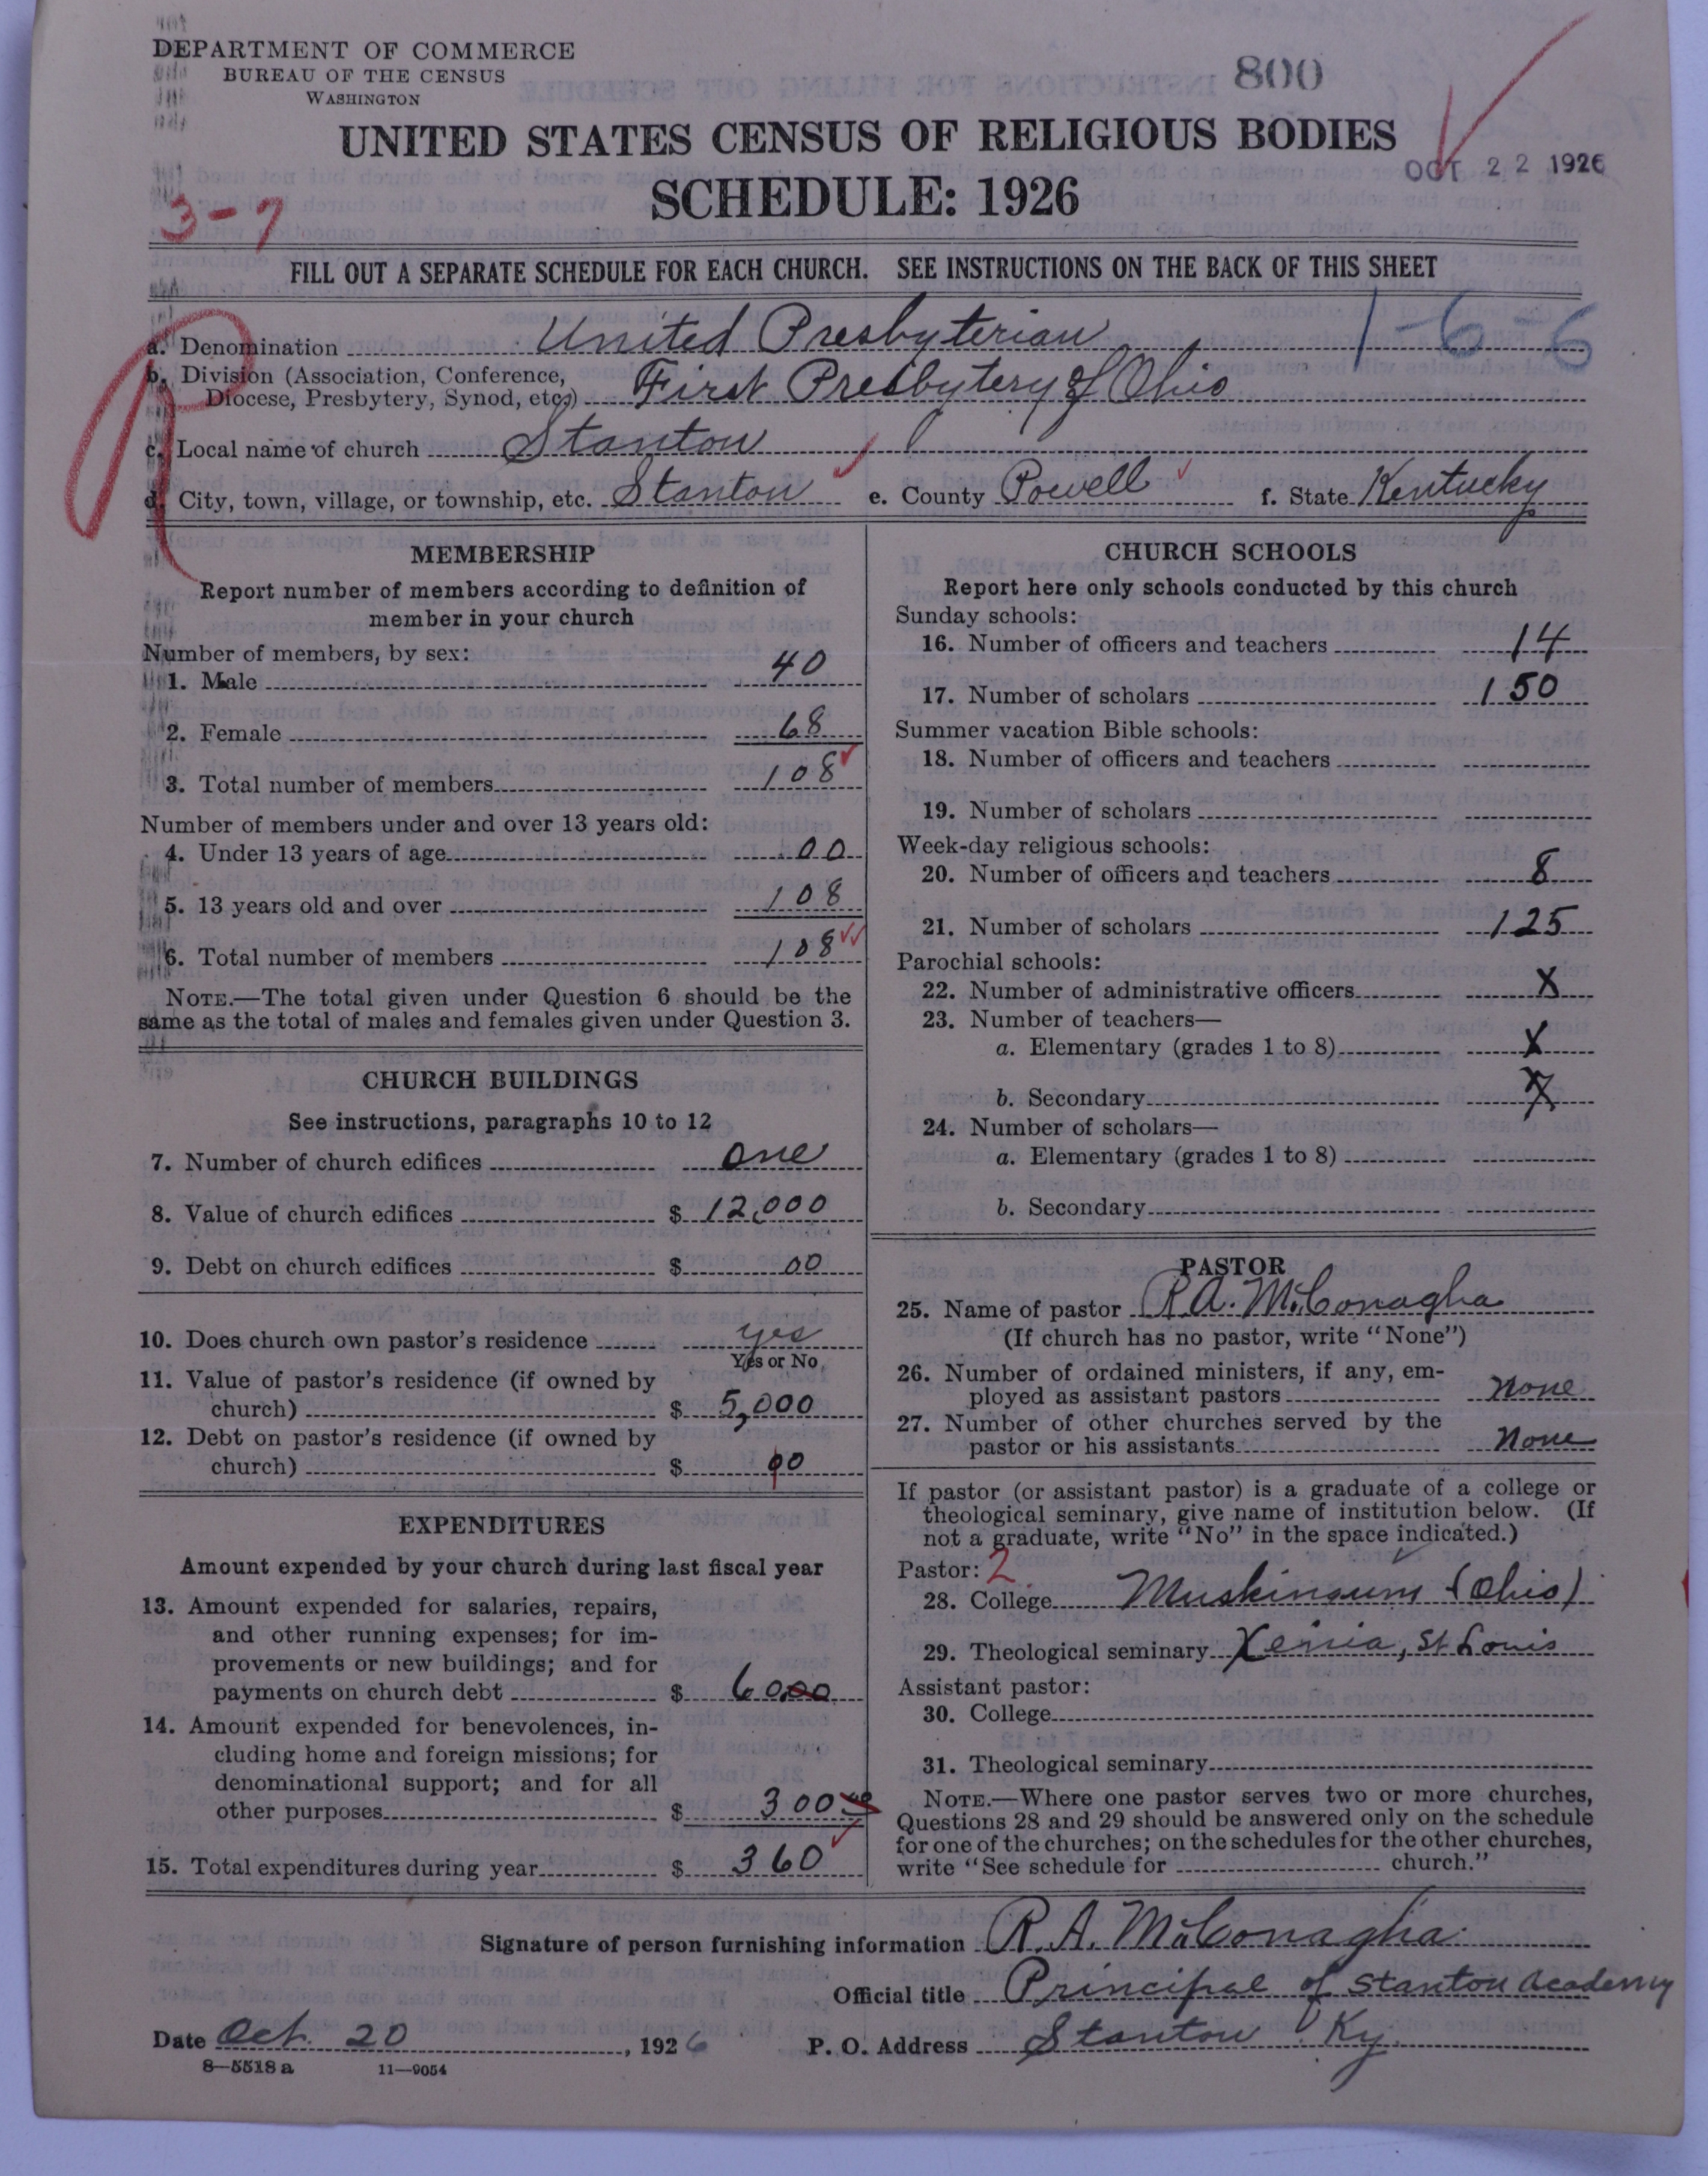 DEPARTMENT OF COMMERCE
BUREAU OF THE CENSUS
WASHINGTON
800
UNITED STATES CENSUS OF RELIGIOUS BODIES
OCT 22 1926
SCHEDULE: 1926
3-7
FILL OUT A SEPARATE SCHEDULE FOR EACH CHURCH. SEE INSTRUCTIONS ON THE BACK OF THIS SHEET
a. Denomination United Presbyterian 1-6-6
b. Division (Association, Conference,
Diocese, Presbytery, Synod, etc.) First Presbytery of Ohio
c. Local name of church Stanton
d. City, town, village, or township, etc. Stanton e. County Powell f. State Kentucky
MEMBERSHIP
Report number of members according to definition of
member in your church
Number of members, by sex:
1. Male 40
2. Female 68
3. Total number of members 108
Number of members under and over 13 years old:
4. Under 13 years of age 00
5. 13 years old and over 108
6. Total number of members 108
NOTE.—The total given under Question 6 should be the
same as the total of males and females given under Question 3.
CHURCH BUILDINGS
See instructions, paragraphs 10 to 12
7. Number of church edifices one
8. Value of church edifices $ 12,000
9. Debt on church edifices $ 00
10. Does church own pastor's residence yes
Yes or No
11. Value of pastor's residence (if owned by
church) $ 5,000
12. Debt on pastor's residence (if owned by
church) $ 00
EXPENDITURES
Amount expended by your church during last fiscal year
13. Amount expended for salaries, repairs,
and other running expenses; for im-
provements or new buildings; and for
payments on church debt $ 60.00
14. Amount expended for benevolences, in-
cluding home and foreign missions; for
denominational support; and for all
other purposes $ 300 00
15. Total expenditures during year $ 360
CHURCH SCHOOLS
Report here only schools conducted by this church
Sunday schools:
16. Number of officers and teachers 14
17. Number of scholars 150
Summer vacation Bible schools:
18. Number of officers and teachers
19. Number of scholars
Week-day religious schools:
20. Number of officers and teachers 8
21. Number of scholars 125
Parochial schools:
22. Number of administrative officers X
23. Number of teachers—
a. Elementary (grades 1 to 8) X
b. Secondary X
24. Number of scholars—
a. Elementary (grades 1 to 8)
b. Secondary
PASTOR
25. Name of pastor R. A. McConagha
(If church has no pastor, write "None")
26. Number of ordained ministers, if any, em-
ployed as assistant pastors none
27. Number of other churches served by the
pastor or his assistants none
If pastor (or assistant pastor) is a graduate of a college or
theological seminary, give name of institution below. (If
not a graduate, write "No" in the space indicated.)
Pastor: 2
28. College Muskingum (Ohio)
29. Theological seminary Xenia, St Louis
Assistant pastor:
30. College
31. Theological seminary
NOTE.—Where one pastor serves two or more churches,
Questions 28 and 29 should be answered only on the schedule
for one of the churches; on the schedules for the other churches,
write "See schedule for church."
Signature of person furnishing information R. A. McConagha
Official title Principal of Stanton Academy
Date Oct. 20, 1926 P. O. Address Stanton Ky.
8—5518 a 11—9054